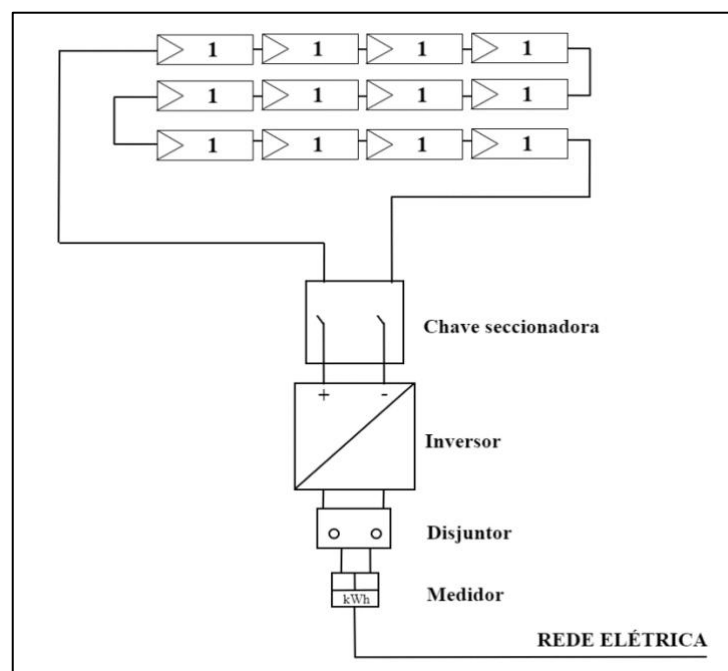 1 1 1 1
1 1 1 1
1 1 1 1
Chave seccionadora
+ -
Inversor
Disjuntor
kWh
Medidor
REDE ELÉTRICA